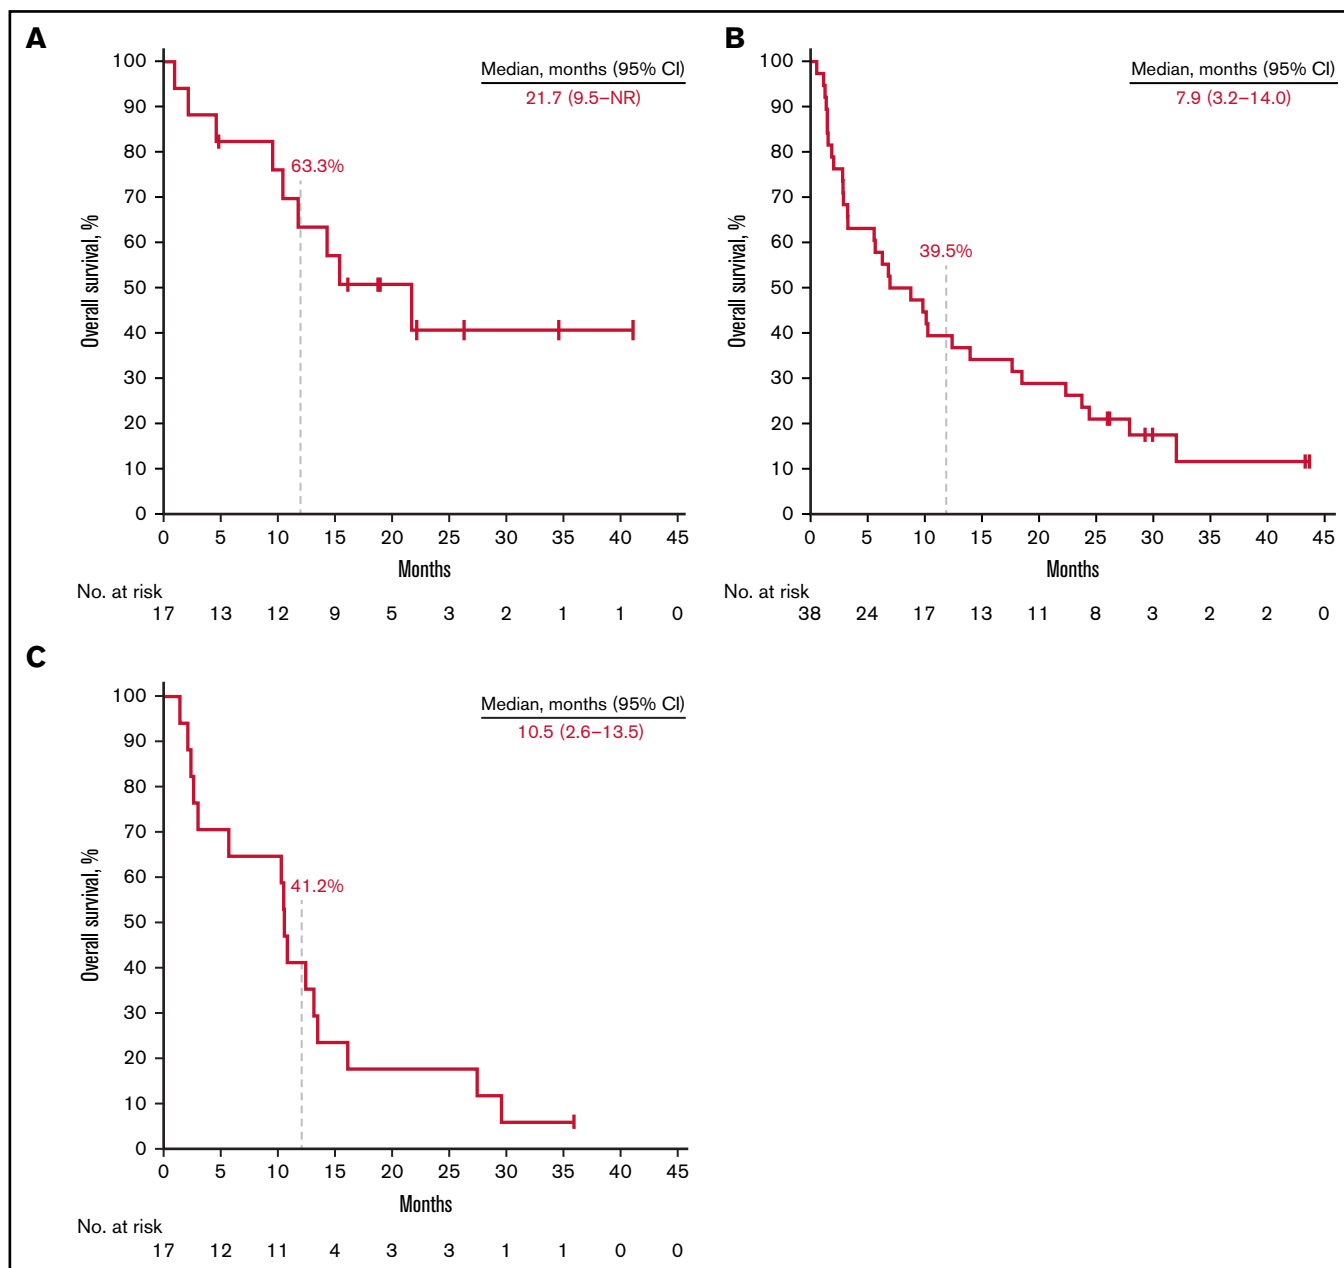 A
Median, months (95% CI)
21.7 (9.5–NR)
63.3%
Overall survival, %
100
90
80
70
60
50
40
30
20
10
0
0 5 10 15 20 25 30 35 40 45
Months
No. at risk
17 13 12 9 5 3 2 1 1 0
B
Median, months (95% CI)
7.9 (3.2–14.0)
39.5%
Overall survival, %
100
90
80
70
60
50
40
30
20
10
0
0 5 10 15 20 25 30 35 40 45
Months
No. at risk
38 24 17 13 11 8 3 2 2 0
C
Median, months (95% CI)
10.5 (2.6–13.5)
41.2%
Overall survival, %
100
90
80
70
60
50
40
30
20
10
0
0 5 10 15 20 25 30 35 40 45
Months
No. at risk
17 12 11 4 3 3 1 1 0 0